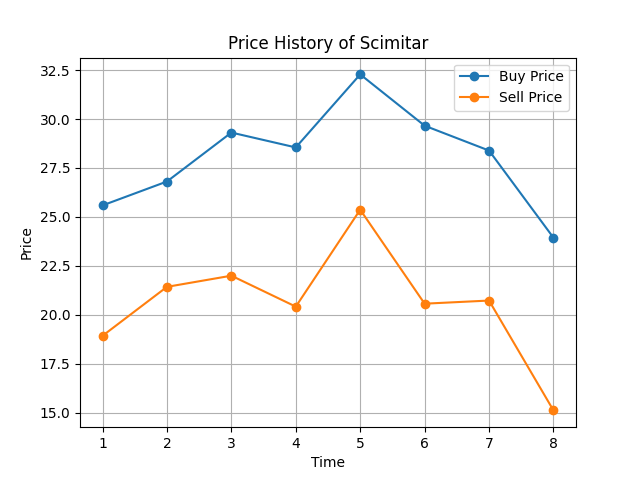 Price History of Scimitar
Buy Price
Sell Price
Price
32.5
30.0
27.5
25.0
22.5
20.0
17.5
15.0
1 2 3 4 5 6 7 8
Time